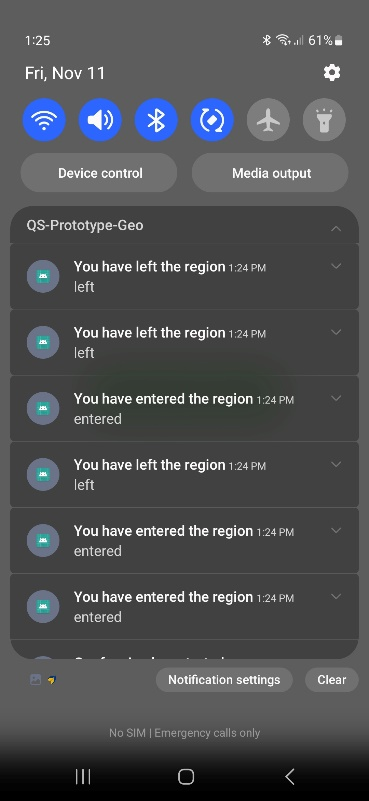 1:25
61%
Fri, Nov 11
Device control
Media output
QS-Prototype-Geo
You have left the region 1:24 PM
left
You have left the region 1:24 PM
left
You have entered the region 1:24 PM
entered
You have left the region 1:24 PM
left
You have entered the region 1:24 PM
entered
You have entered the region 1:24 PM
entered
Notification settings
Clear
No SIM | Emergency calls only